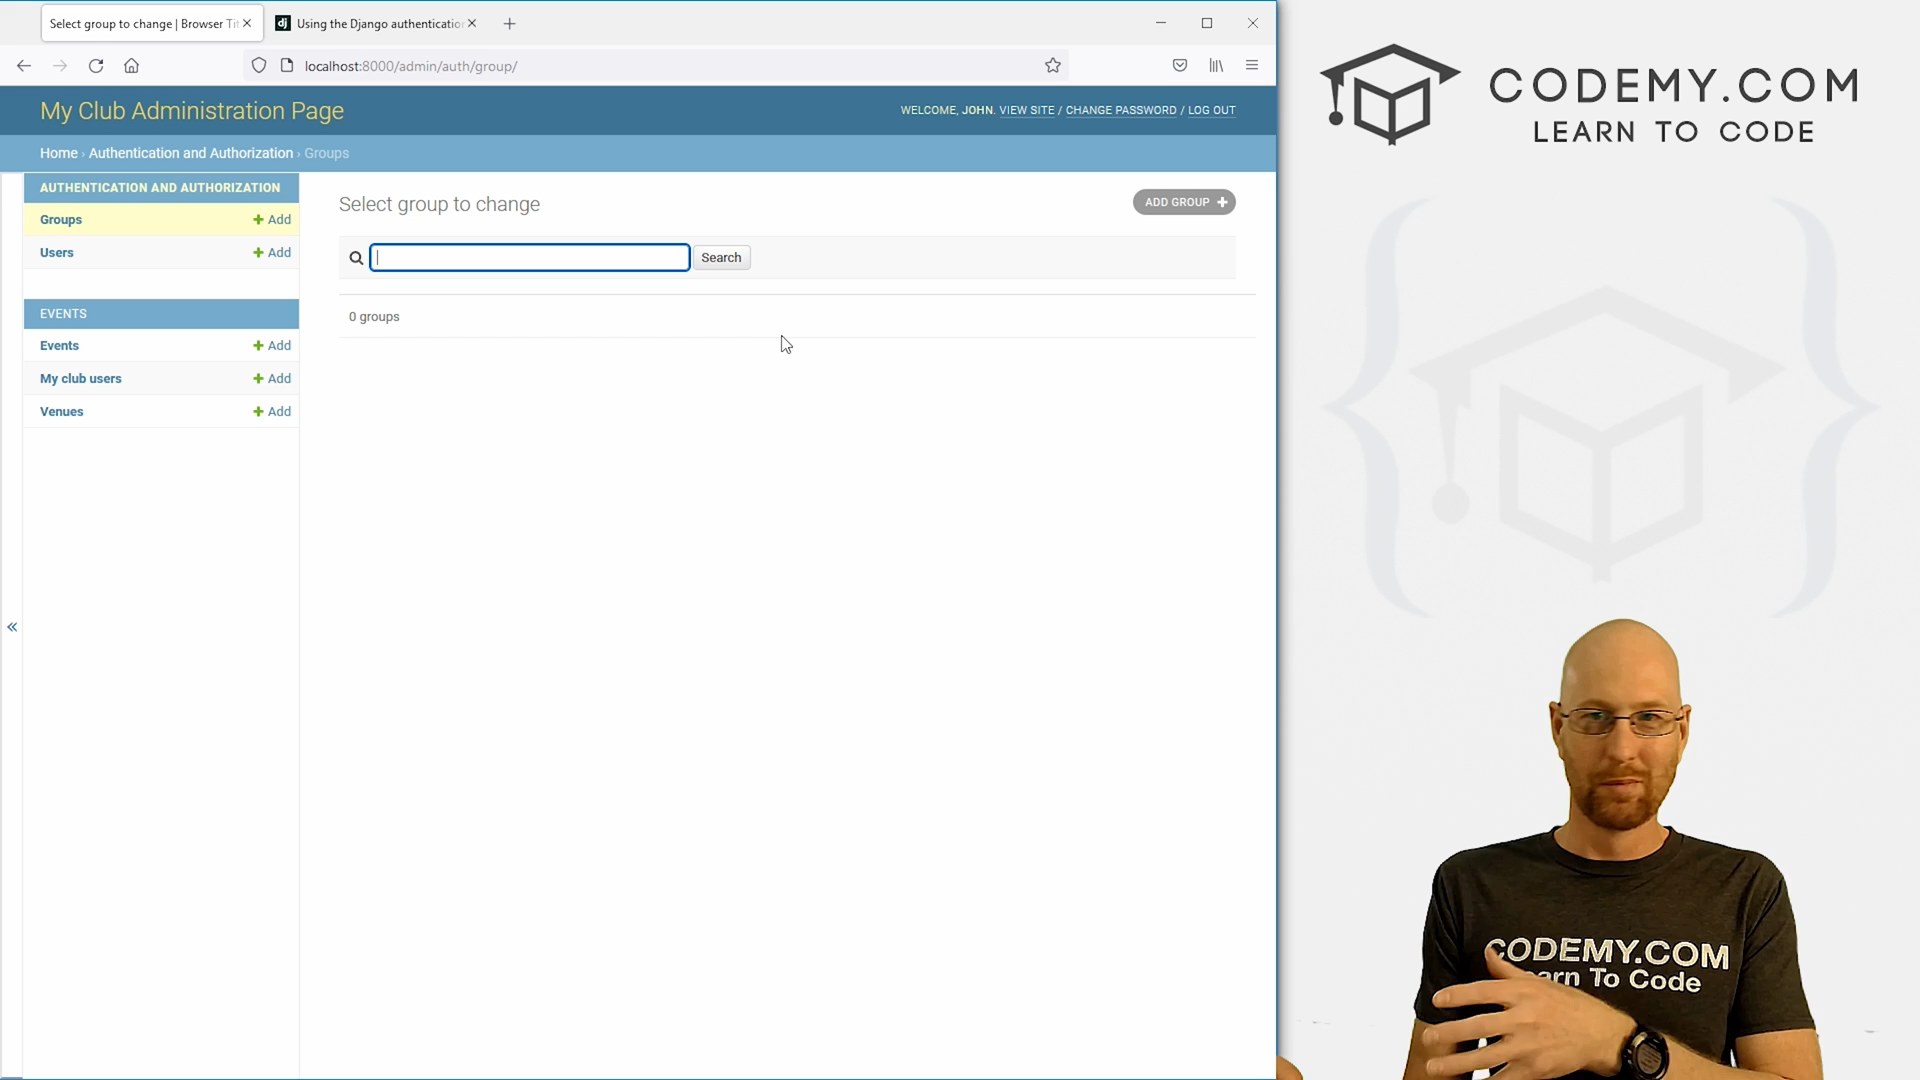 Select group to change | Browser Tit
dj Using the Django authenticatio
localhost:8000/admin/auth/group/
My Club Administration Page
WELCOME, JOHN. VIEW SITE / CHANGE PASSWORD / LOG OUT
Home › Authentication and Authorization › Groups
AUTHENTICATION AND AUTHORIZATION
Groups
Add
Users
Add
EVENTS
Events
Add
My club users
Add
Venues
Add
Select group to change
ADD GROUP +
Search
0 groups
CODEMY.COM
LEARN TO CODE
CODEMY.COM
Learn To Code